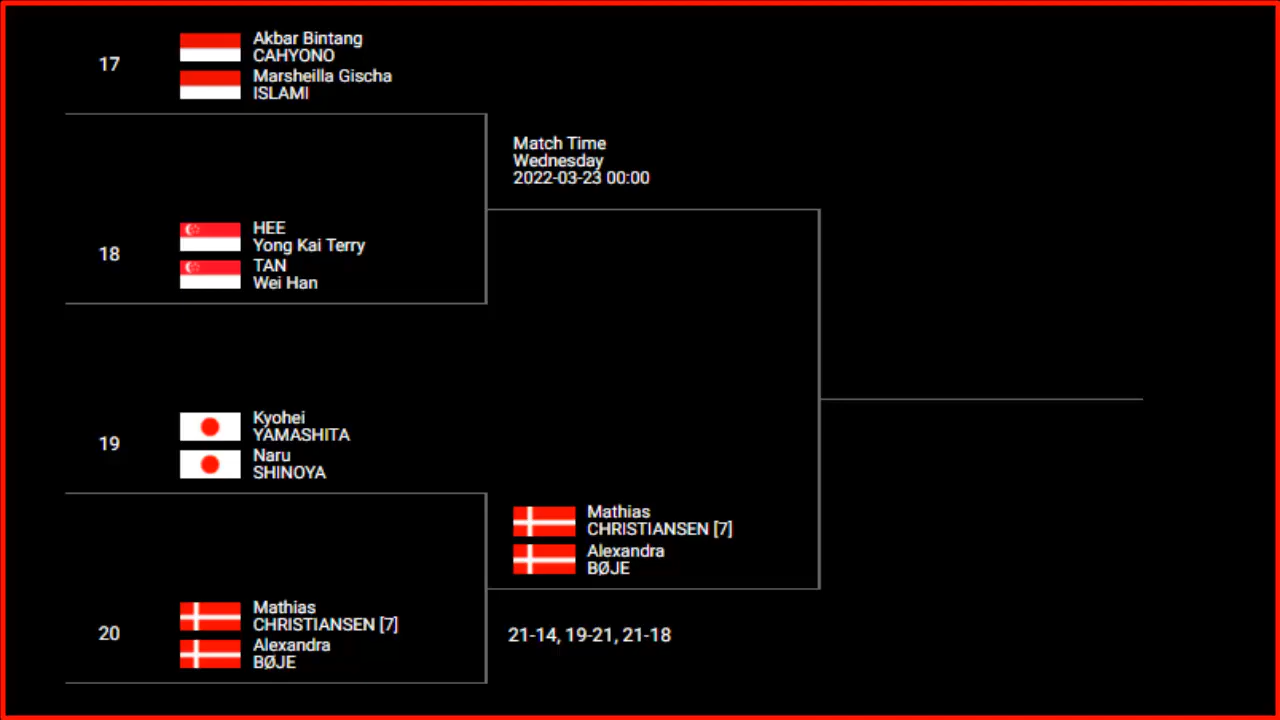 17
Akbar Bintang
CAHYONO
Marsheilla Gischa
ISLAMI
Match Time
Wednesday
2022-03-23 00:00
18
HEE
Yong Kai Terry
TAN
Wei Han
19
Kyohei
YAMASHITA
Naru
SHINOYA
Mathias
CHRISTIANSEN [7]
Alexandra
BØJE
20
Mathias
CHRISTIANSEN [7]
Alexandra
BØJE
21-14, 19-21, 21-18